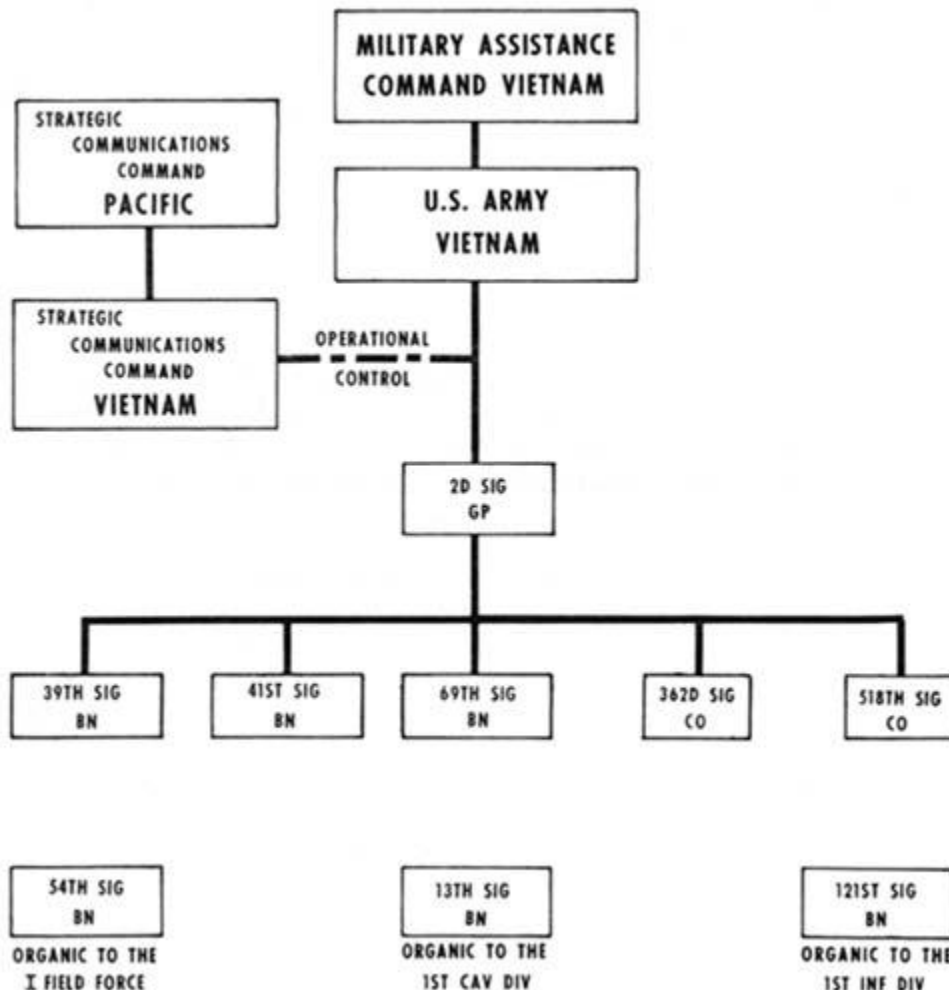 MILITARY ASSISTANCE
COMMAND VIETNAM
STRATEGIC
COMMUNICATIONS
COMMAND
PACIFIC
U.S. ARMY
VIETNAM
STRATEGIC
COMMUNICATIONS
COMMAND
VIETNAM
OPERATIONAL
CONTROL
2D SIG
GP
39TH SIG
BN
41ST SIG
BN
69TH SIG
BN
362D SIG
CO
518TH SIG
CO
54TH SIG
BN
ORGANIC TO THE
I FIELD FORCE
13TH SIG
BN
ORGANIC TO THE
1ST CAV DIV
121ST SIG
BN
ORGANIC TO THE
1ST INF DIV